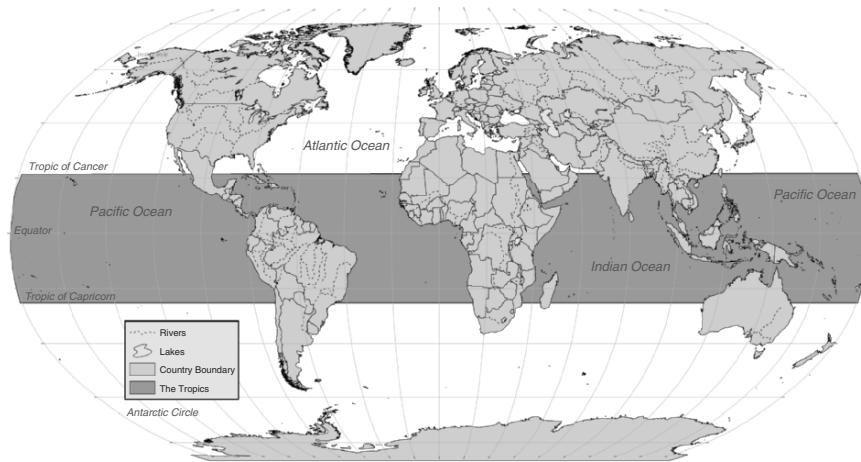 Atlantic Ocean
Tropic of Cancer
Pacific Ocean
Pacific Ocean
Equator
Indian Ocean
Tropic of Capricorn
Rivers
Lakes
Country Boundary
The Tropics
Antarctic Circle